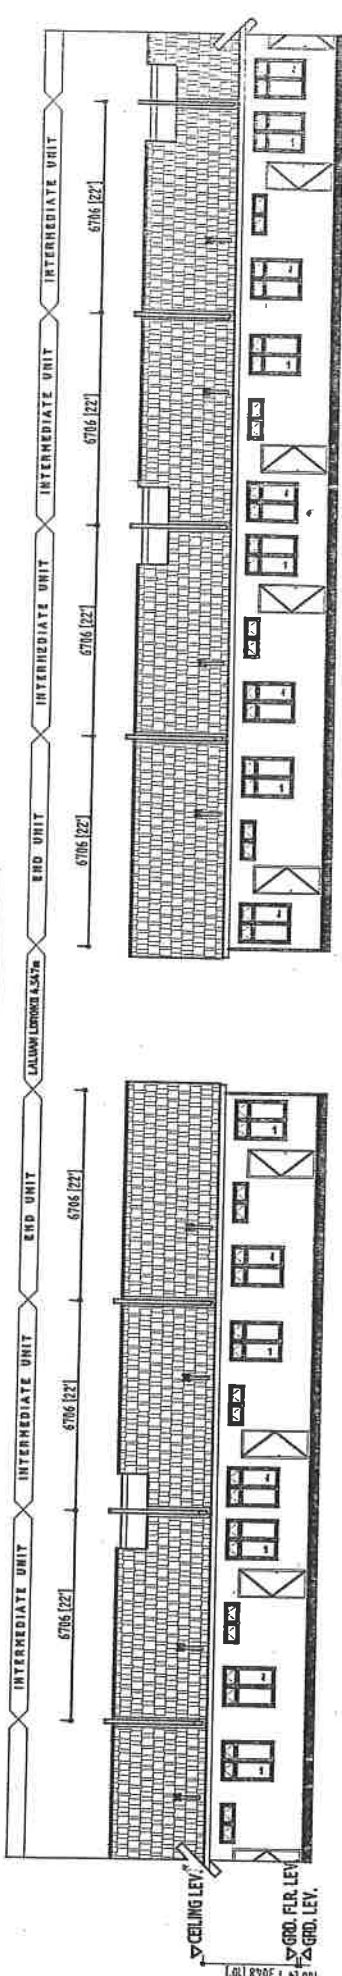 INTERMEDIATE UNIT
INTERMEDIATE UNIT
END UNIT
LALUAN LORONG 4.547m
END UNIT
INTERMEDIATE UNIT
INTERMEDIATE UNIT
INTERMEDIATE UNIT
6706 [22']
6706 [22']
6706 [22']
6706 [22']
6706 [22']
6706 [22']
6706 [22']
CEILING LEV.
GRD. FLR. LEV.
GRD. LEV.
3048 [10']